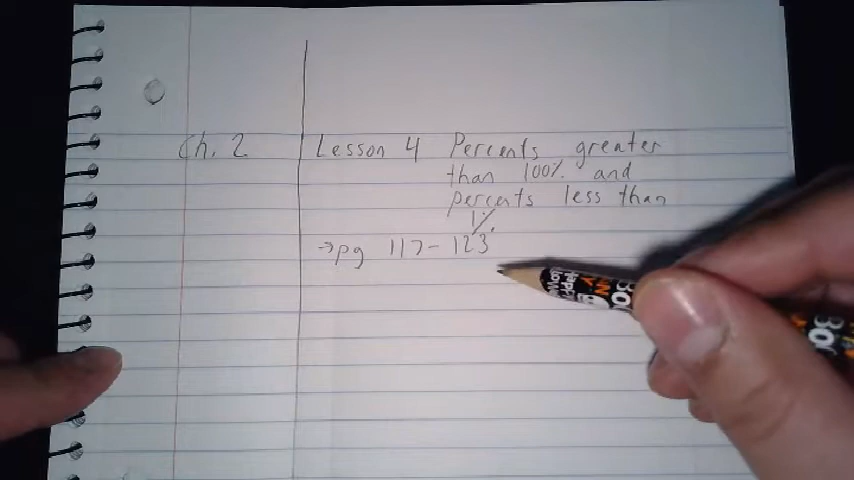 Ch. 2 Lesson 4 Percents greater
than 100% and
percents less than
1%
→pg 117-123